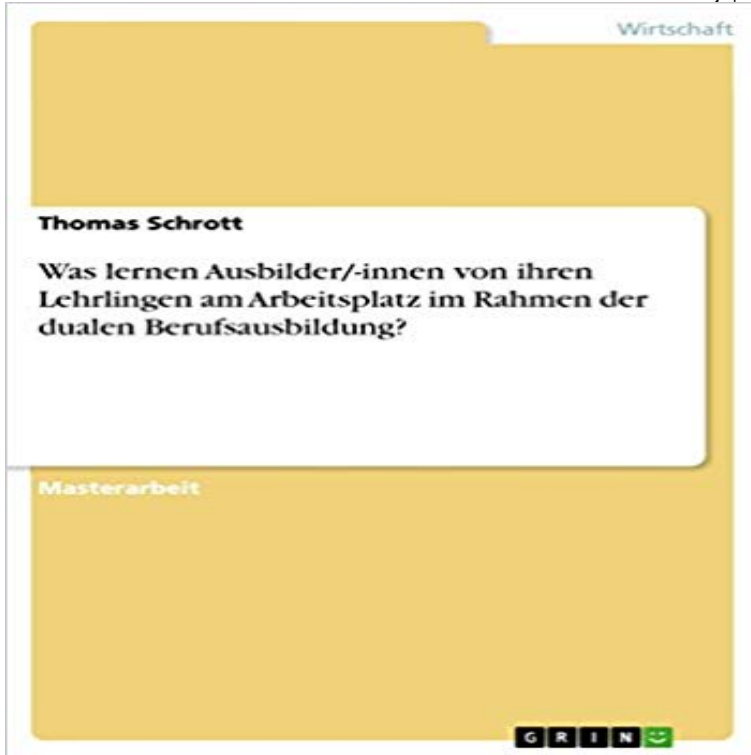 Wirtschaft
Thomas Schrott
Was lernen Ausbilder/-innen von ihren
Lehrlingen am Arbeitsplatz im Rahmen der
dualen Berufsausbildung?
Masterarbeit
GRIN